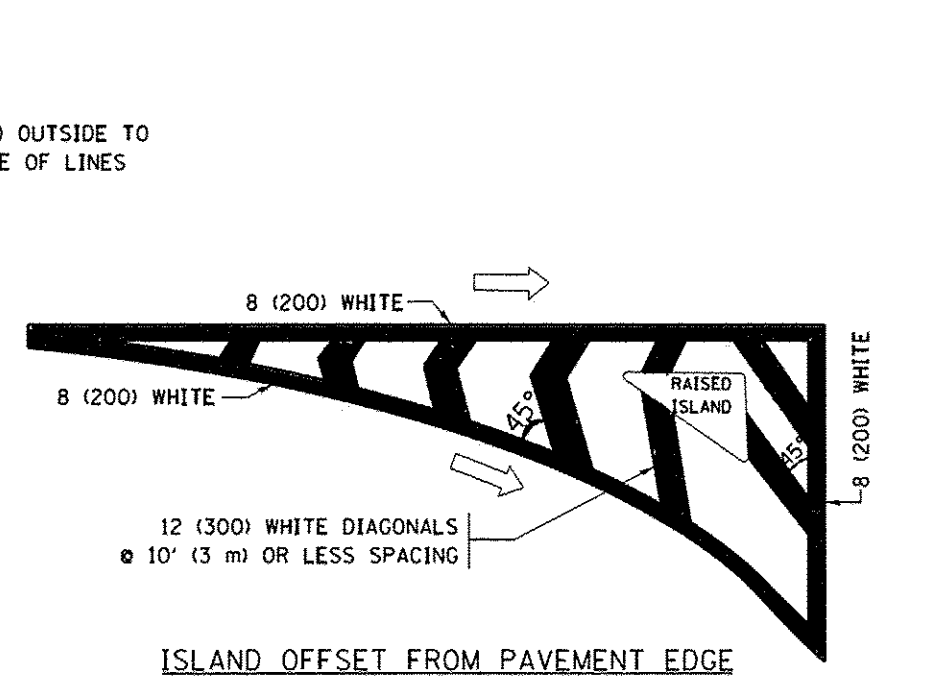 ) OUTSIDE TO
E OF LINES
8 (200) WHITE
8 (200) WHITE
45°
RAISED
ISLAND
45°
8 (200) WHITE
12 (300) WHITE DIAGONALS
@ 10' (3 m) OR LESS SPACING
ISLAND OFFSET FROM PAVEMENT EDGE